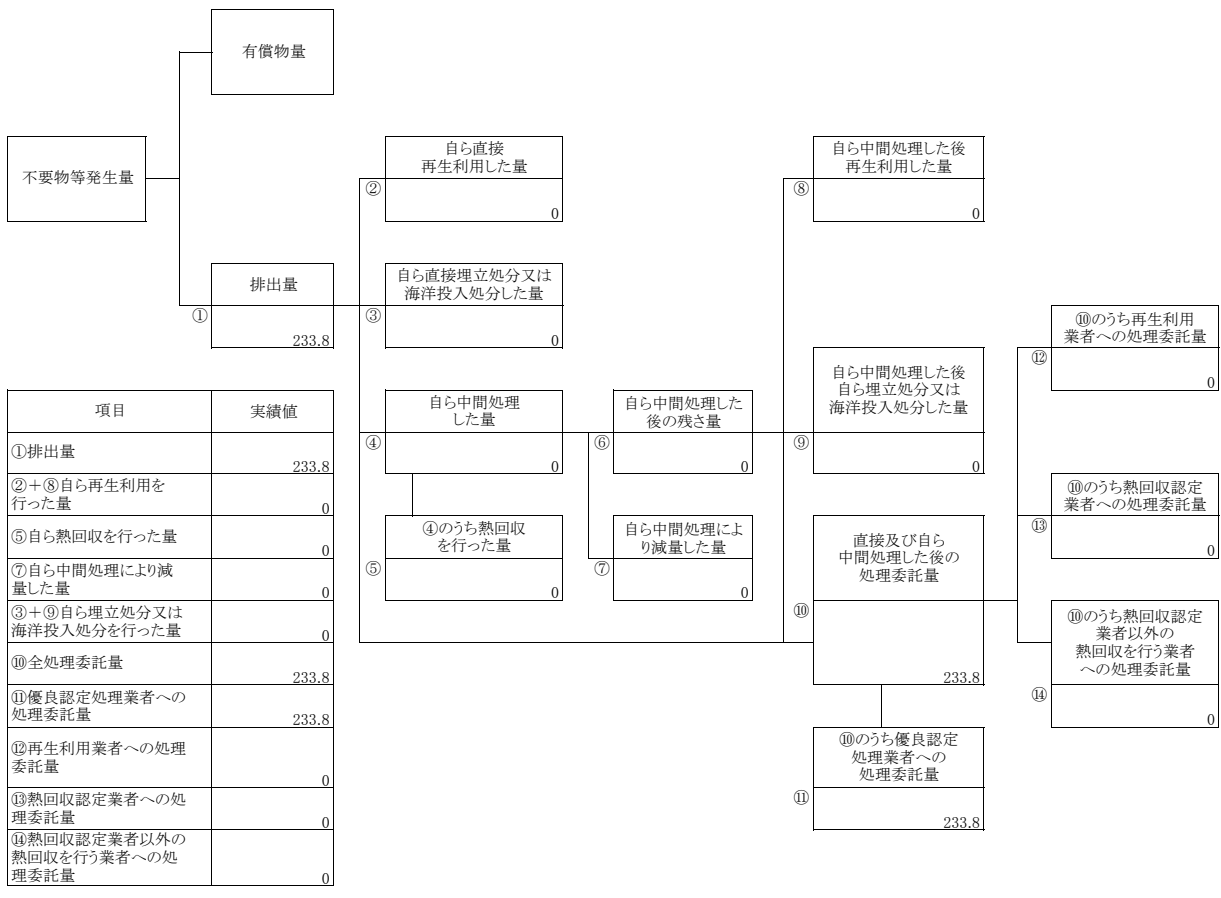 有償物量
不要物等発生量
排出量
①
233.8
自ら直接
再生利用した量
②
0
自ら直接埋立処分又は
海洋投入処分した量
③
0
自ら中間処理
した量
④
0
④のうち熱回収
を行った量
⑤
0
自ら中間処理した
後の残さ量
⑥
0
自ら中間処理によ
り減量した量
⑦
0
自ら中間処理した後
再生利用した量
⑧
0
自ら中間処理した後
自ら埋立処分又は
海洋投入処分した量
⑨
0
直接及び自ら
中間処理した後の
処理委託量
⑩
233.8
⑩のうち優良認定
処理業者への
処理委託量
⑪
233.8
⑩のうち再生利用
業者への処理委託量
⑫
0
⑩のうち熱回収認定
業者への処理委託量
⑬
0
⑩のうち熱回収認定
業者以外の
熱回収を行う業者
への処理委託量
⑭
0
項目 実績値
①排出量
233.8
②＋⑧自ら再生利用を
行った量
0
⑤自ら熱回収を行った量
0
⑦自ら中間処理により減
量した量
0
③＋⑨自ら埋立処分又は
海洋投入処分を行った量
0
⑩全処理委託量
233.8
⑪優良認定処理業者への
処理委託量
233.8
⑫再生利用業者への処理
委託量
0
⑬熱回収認定業者への処
理委託量
0
⑭熱回収認定業者以外の
熱回収を行う業者への処
理委託量
0